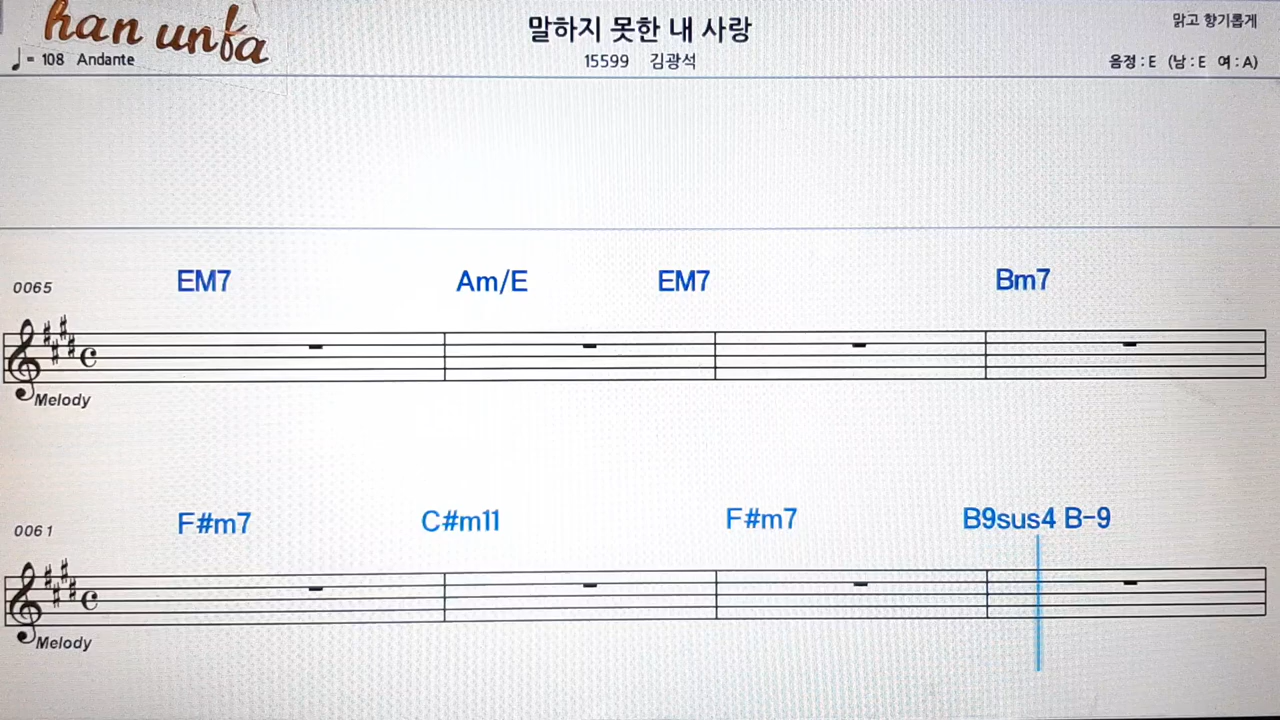 han unfa
말하지 못한 내 사랑
맑고 향기롭게
♩= 108 Andante
15599 김광석
음정 : E (남 : E 여 : A)
EM7 Am/E EM7 Bm7
0065
Melody
F#m7 C#m11 F#m7 B9sus4 B-9
0061
Melody